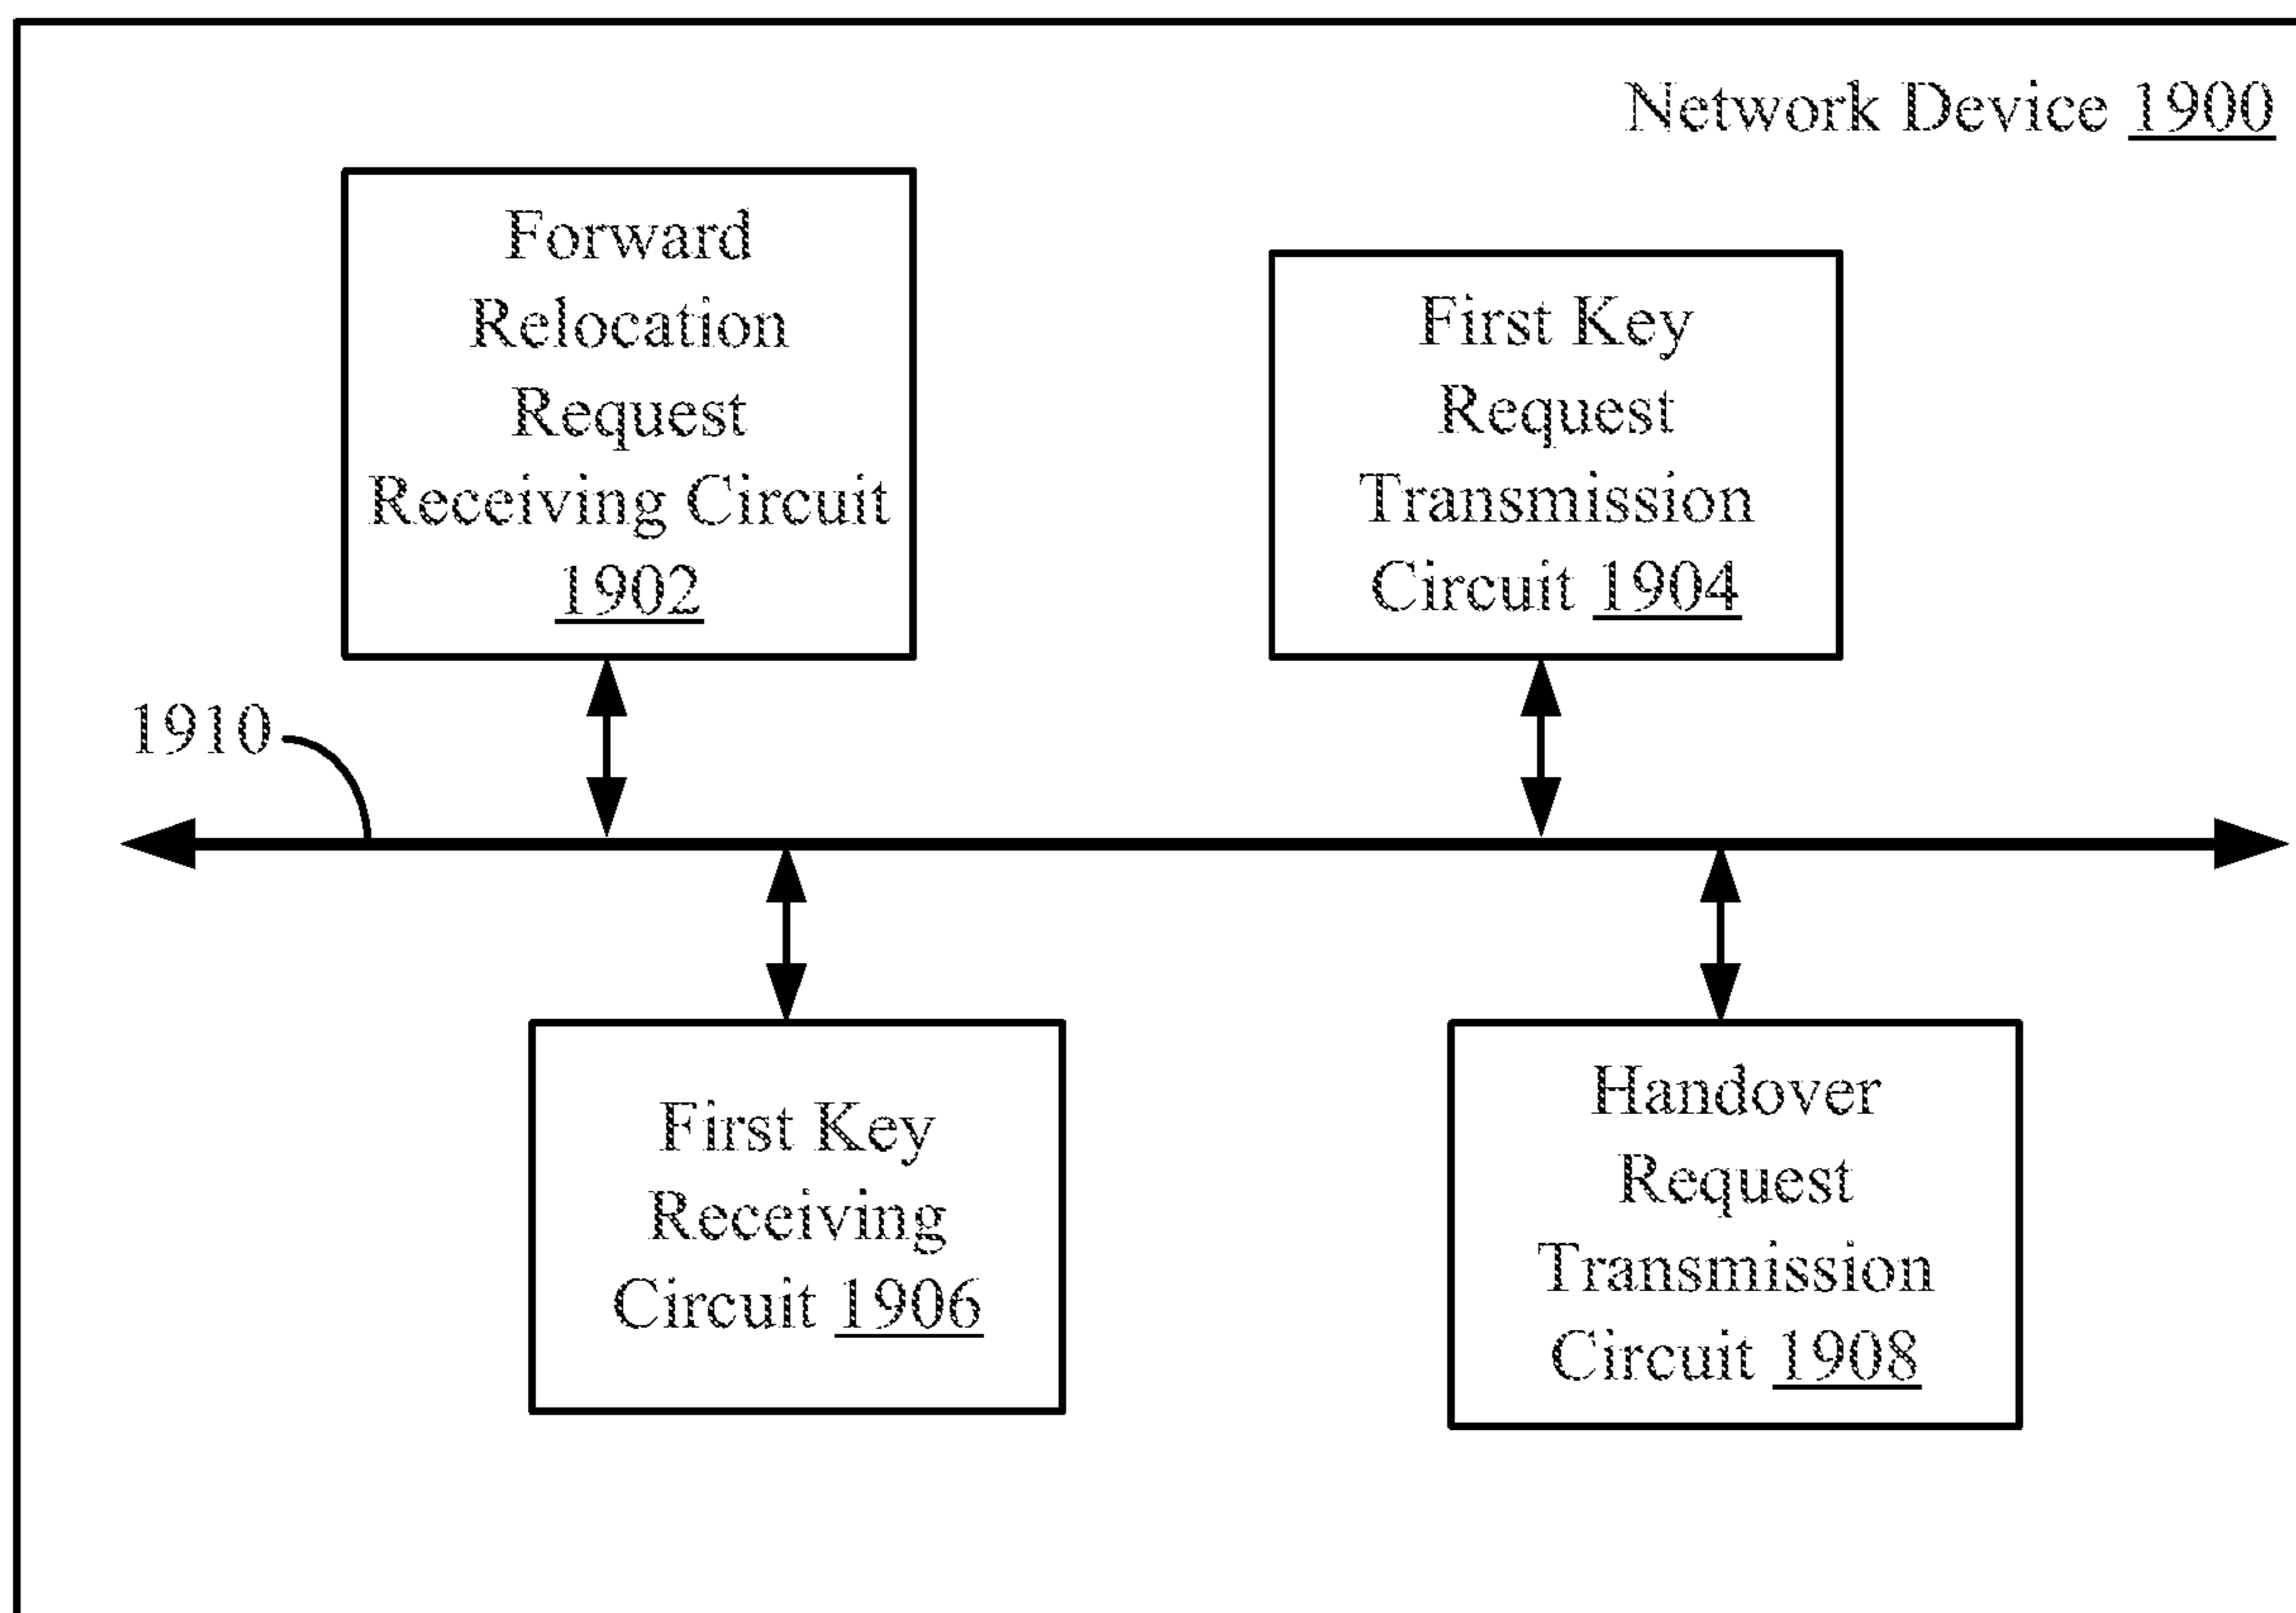 Network Device 1900
Forward
Relocation
Request
Receiving Circuit
1902
First Key
Request
Transmission
Circuit 1904
1910
First Key
Receiving
Circuit 1906
Handover
Request
Transmission
Circuit 1908